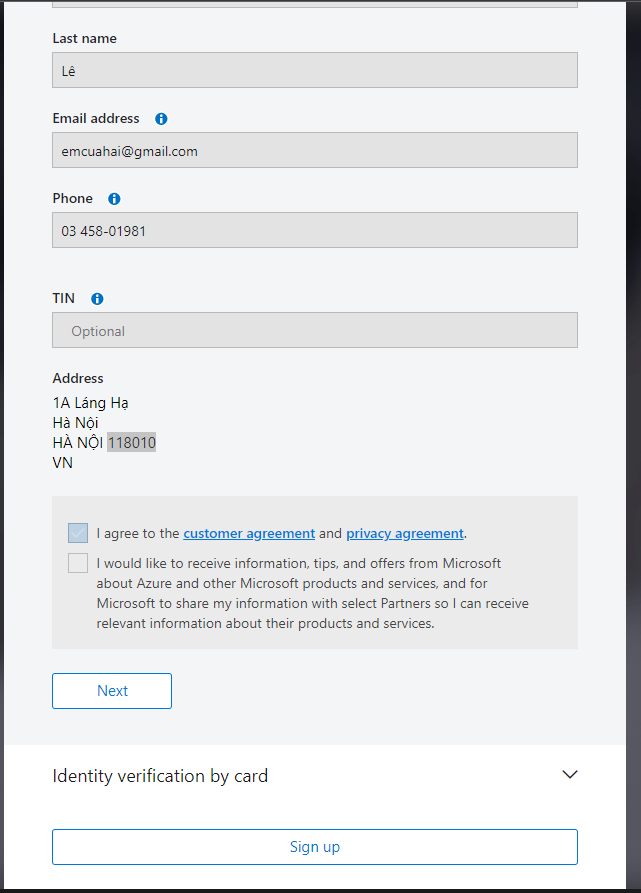 Last name
Lê
Email address
emcuahai@gmail.com
Phone
03 458-01981
TIN
Optional
Address
1A Láng Hạ
Hà Nội
HÀ NỘI 118010
VN
I agree to the customer agreement and privacy agreement.
I would like to receive information, tips, and offers from Microsoft
about Azure and other Microsoft products and services, and for
Microsoft to share my information with select Partners so I can receive
relevant information about their products and services.
Next
Identity verification by card
Sign up